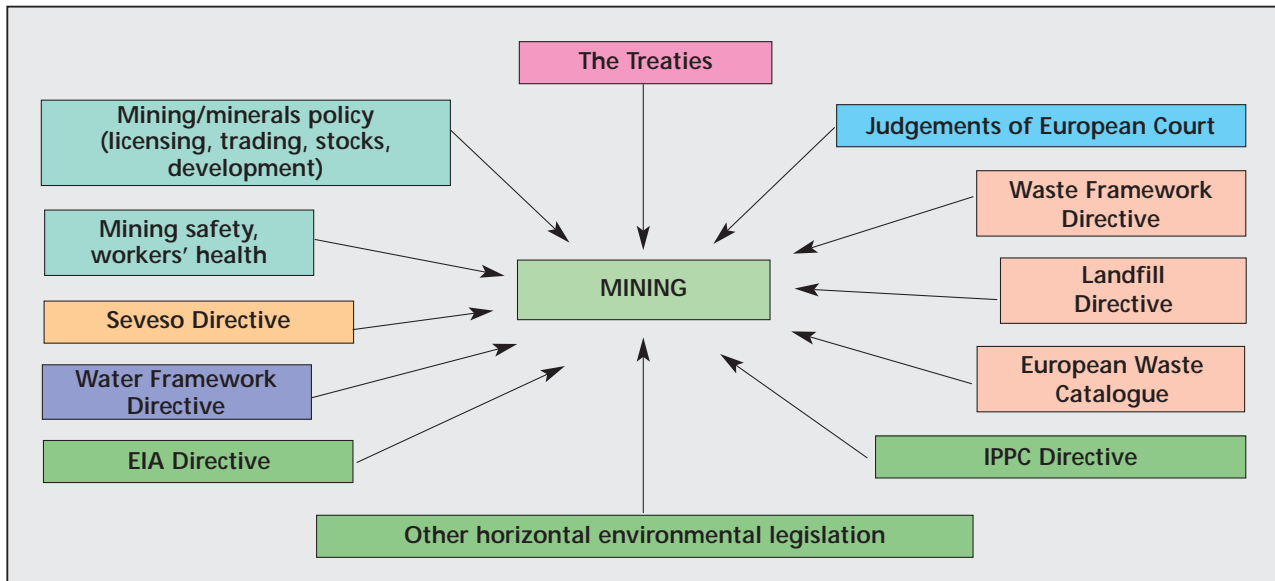 The Treaties
Mining/minerals policy
(licensing, trading, stocks,
development)
Judgements of European Court
Waste Framework
Directive
Mining safety,
workers’ health
MINING
Landfill
Directive
Seveso Directive
Water Framework
Directive
European Waste
Catalogue
EIA Directive
IPPC Directive
Other horizontal environmental legislation